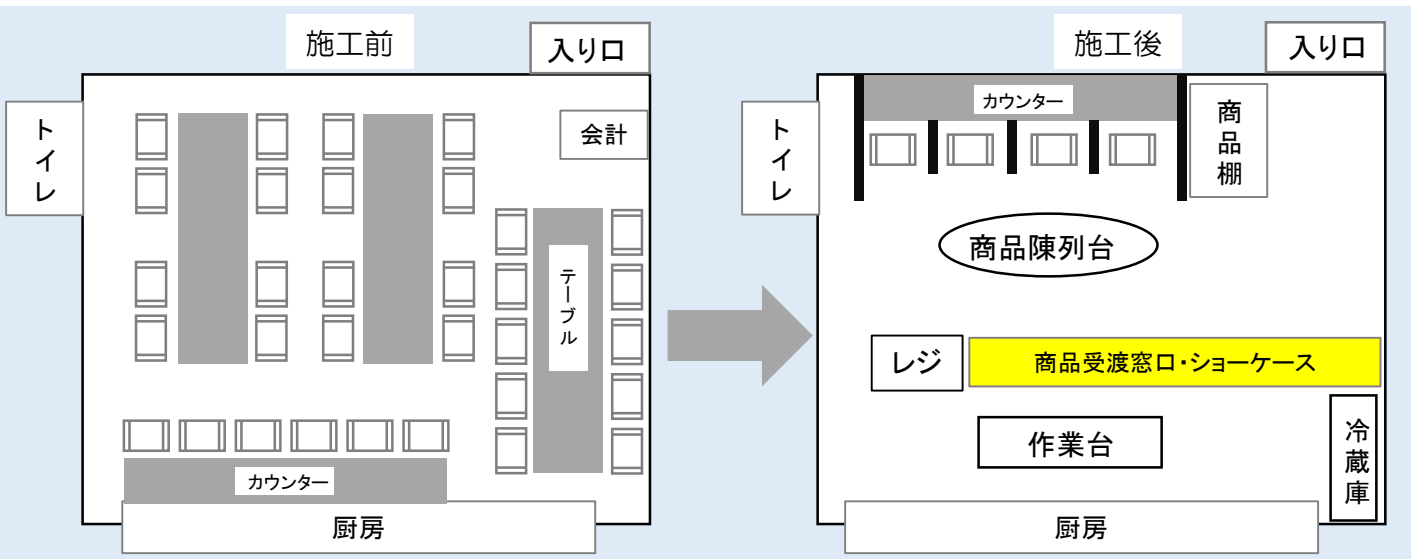 施工前
入り口
トイレ
会計
テーブル
カウンター
厨房
施工後
入り口
トイレ
カウンター
商品棚
商品陳列台
レジ
商品受渡窓口・ショーケース
作業台
冷蔵庫
厨房